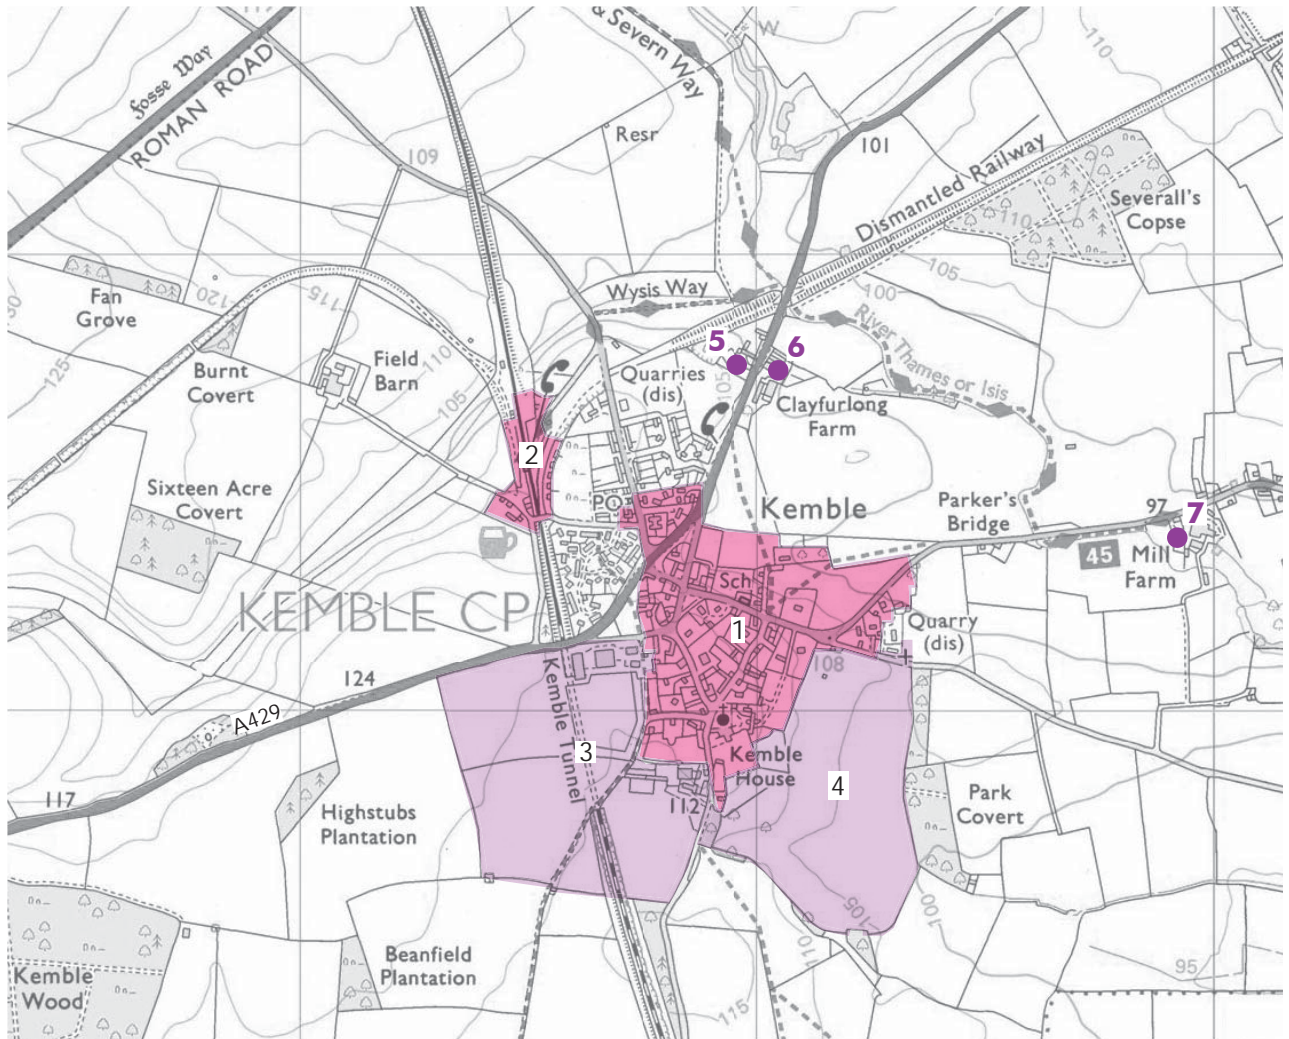 & Severn Way
W
110
Fosse Way
ROMAN ROAD
Resr
101
109
Dismantled Railway
Severall's
Copse
110
105
100
Fan
Grove
120
115
Wysis Way
River Thames or Isis
125
Burnt
Covert
Field
Barn
110
105
Quarries
(dis)
5
6
105
Clayfurlong
Farm
2
Sixteen Acre
Covert
PO
Kemble
Parker's
Bridge
97
7
45
Mill
Farm
KEMBLE CP
Sch
1
Quarry
(dis)
108
124
A429
Kemble Tunnel
3
Kemble
House
4
112
117
Highstubs
Plantation
Park
Covert
105
100
110
Beanfield
Plantation
Kemble
Wood
95
115